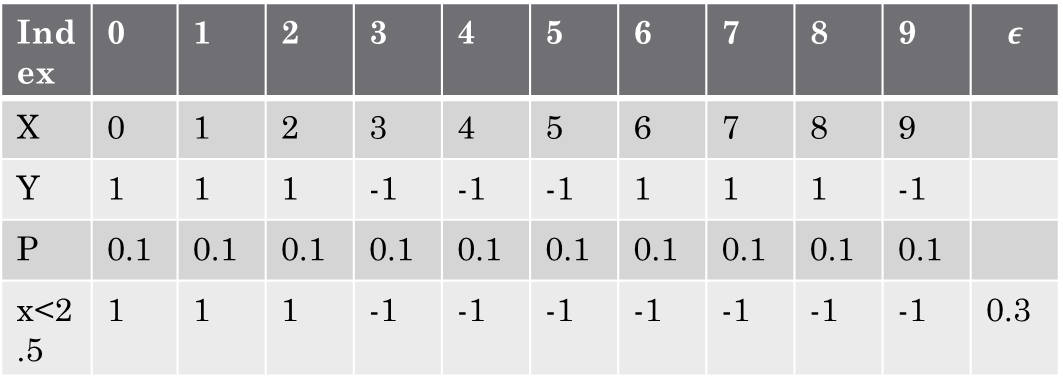 Ind 0 1 2 3 4 5 6 7 8 9 ϵ
ex
X 0 1 2 3 4 5 6 7 8 9
Y 1 1 1 -1 -1 -1 1 1 1 -1
P 0.1 0.1 0.1 0.1 0.1 0.1 0.1 0.1 0.1 0.1
x<2 1 1 1 -1 -1 -1 -1 -1 -1 -1 0.3
.5